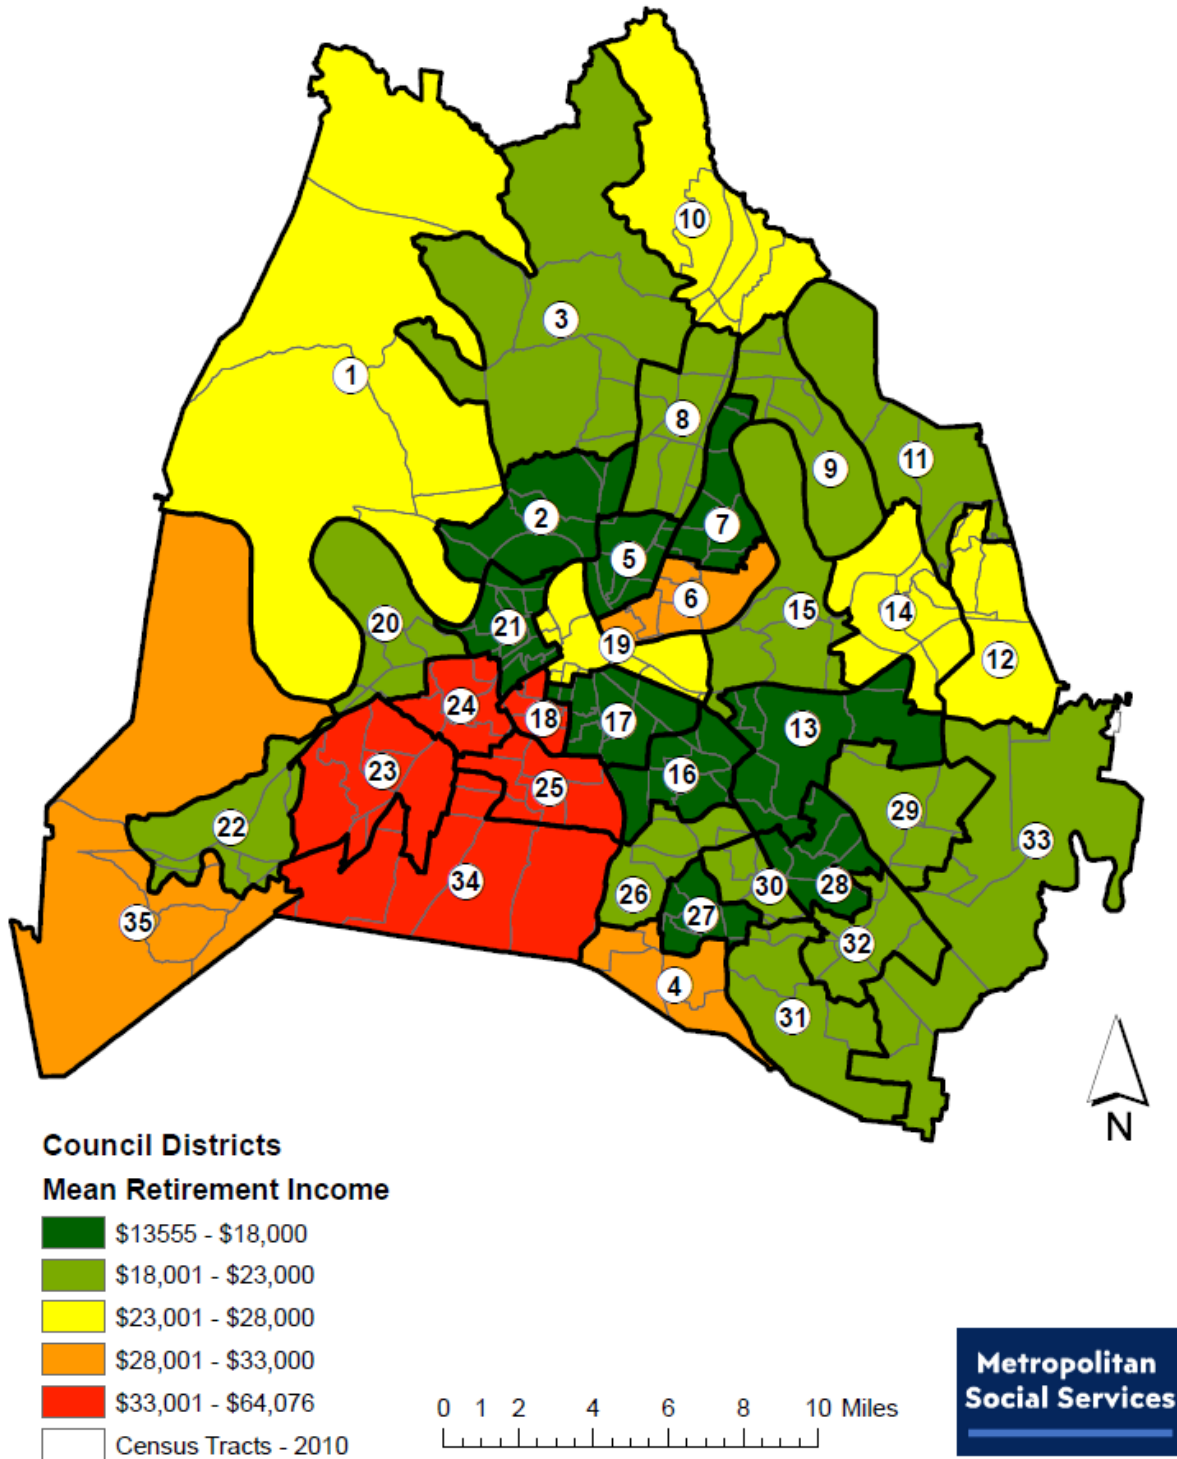 10
3
1
8
11
9
2
7
5
6
15
14
20
21
19
12
24
18
17
13
23
16
25
29
22
33
34
26
30
28
27
35
32
4
31
N
Council Districts
Mean Retirement Income
$13555 - $18,000
$18,001 - $23,000
$23,001 - $28,000
$28,001 - $33,000
$33,001 - $64,076
Census Tracts - 2010
0 1 2 4 6 8 10 Miles
Metropolitan
Social Services